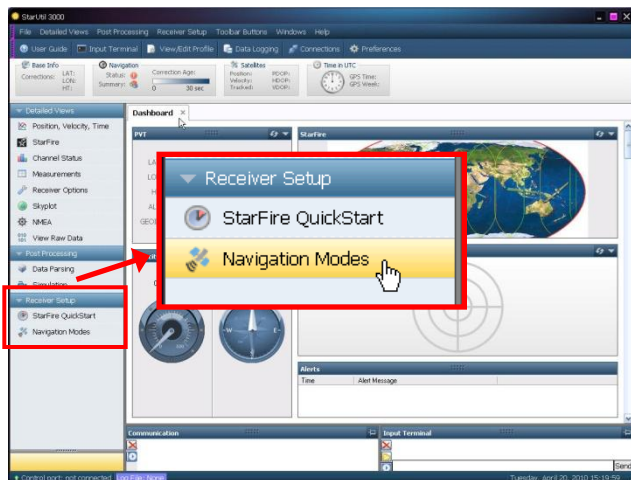 StarUtil 3000
File Detailed Views Post Processing Receiver Setup Toolbar Buttons Windows Help
User Guide Input Terminal View/Edit Profile Data Logging Connections Preferences
Base Info Navigation Satellites Time in UTC
Corrections: LAT: Status: Correction Age: Position: PDOP: GPS Time:
LON: Summary: Velocity: HDOP: GPS Week:
HT: 0 30 sec Tracked: VDOP:
Detailed Views Dashboard ×
Position, Velocity, Time PVT StarFire
StarFire
Channel Status
Measurements
Receiver Options
Skyplot
NMEA
View Raw Data
Post Processing
Data Parsing
Simulation
Receiver Setup
StarFire QuickStart
Navigation Modes
Receiver Setup
StarFire QuickStart
Navigation Modes
W E
Alerts
Time Alert Message
Communication Input Terminal
Send
Control port: not connected Log File: None Tuesday, April 20, 2010 15:19:59